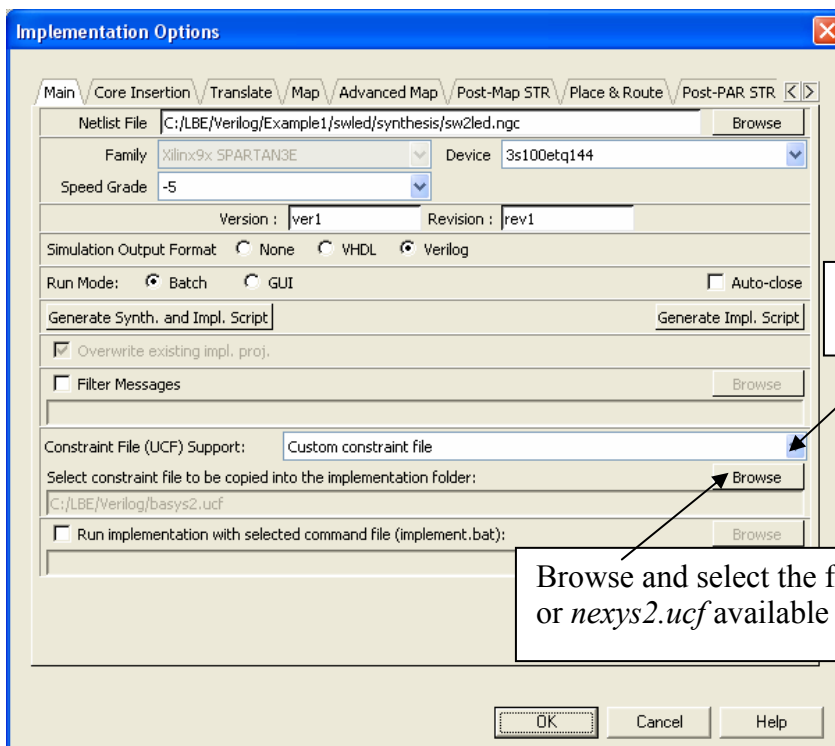 Implementation Options
Main Core Insertion Translate Map Advanced Map Post-Map STR Place & Route Post-PAR STR
Netlist File C:/LBE/Verilog/Example1/swled/synthesis/sw2led.ngc Browse
Family Xilinx9x SPARTAN3E Device 3s100etq144
Speed Grade -5
Version : ver1 Revision : rev1
Simulation Output Format None VHDL Verilog
Run Mode: Batch GUI Auto-close
Generate Synth. and Impl. Script Generate Impl. Script
Overwrite existing impl. proj.
Filter Messages Browse
Constraint File (UCF) Support: Custom constraint file
Select constraint file to be copied into the implementation folder: Browse
C:/LBE/Verilog/basys2.ucf
Run implementation with selected command file (implement.bat): Browse
Browse and select the f
or nexys2.ucf available
OK Cancel Help